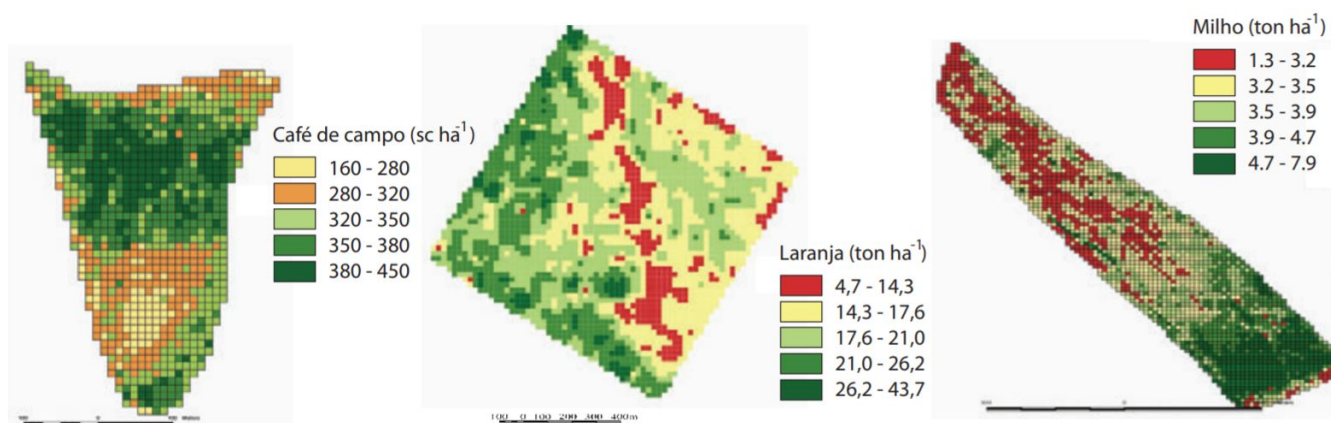 Café de campo (sc ha⁻¹)
160 - 280
280 - 320
320 - 350
350 - 380
380 - 450
Laranja (ton ha⁻¹)
4,7 - 14,3
14,3 - 17,6
17,6 - 21,0
21,0 - 26,2
26,2 - 43,7
100 0 100 200 300 400m
Milho (ton ha⁻¹)
1.3 - 3.2
3.2 - 3.5
3.5 - 3.9
3.9 - 4.7
4.7 - 7.9